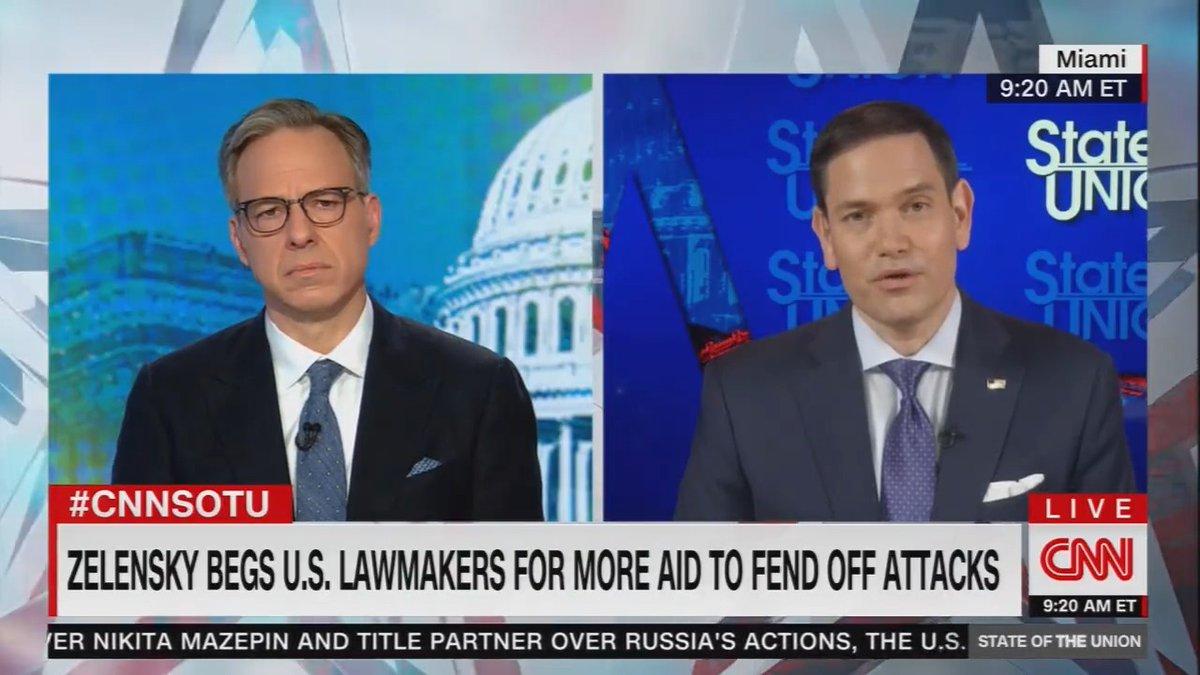 Miami
9:20 AM ET
State
UNIO
#CNNSOTU
ZELENSKY BEGS U.S. LAWMAKERS FOR MORE AID TO FEND OFF ATTACKS
LIVE
CNN
9:20 AM ET
ER NIKITA MAZEPIN AND TITLE PARTNER OVER RUSSIA'S ACTIONS, THE U.S.
STATE OF THE UNION